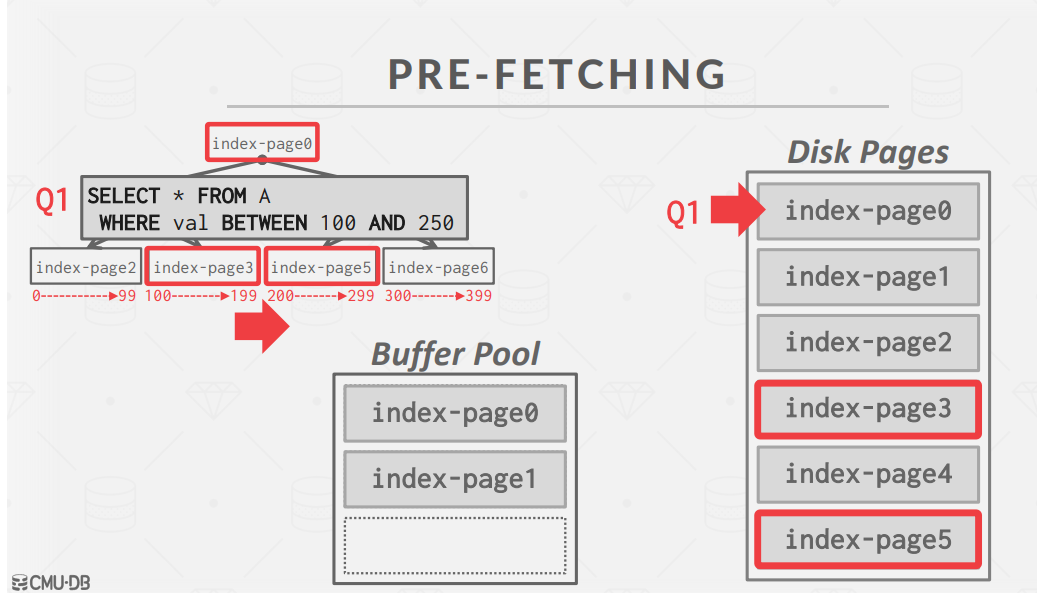 PRE-FETCHING
index-page0
Q1
SELECT * FROM A
WHERE val BETWEEN 100 AND 250
index-page2
index-page3
index-page5
index-page6
0---------->99
100------->199
200------->299
300------->399
Buffer Pool
index-page0
index-page1
Disk Pages
Q1
index-page0
index-page1
index-page2
index-page3
index-page4
index-page5
CMU·DB